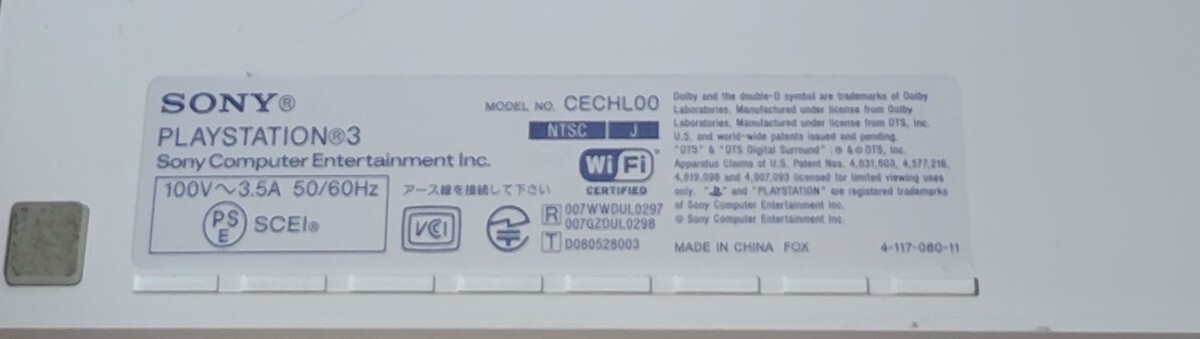 SONY®
PLAYSTATION®3
Sony Computer Entertainment Inc.
100V～3.5A 50/60Hz
PS
E
SCEI®
MODEL NO. CECHL00
NTSC J
Wi Fi
CERTIFIED
アース線を接続して下さい
VCI
R 007WWDUL0297
007GZDUL0298
T D080528003
Dolby and the double-D symbol are trademarks of Dolby
Laboratories. Manufactured under license from Dolby
Laboratories. Manufactured under license from DTS, Inc.
U.S. and world-wide patents issued and pending.
"DTS" & "DTS Digital Surround": ® & © DTS, Inc.
Apparatus Claims of U.S. Patent Nos. 4,631,603, 4,577,216,
4,819,098 and 4,907,093 licensed for limited viewing uses
only. " " and "PLAYSTATION" are registered trademarks
of Sony Computer Entertainment Inc.
© Sony Computer Entertainment Inc.
MADE IN CHINA FOX 4-117-080-11